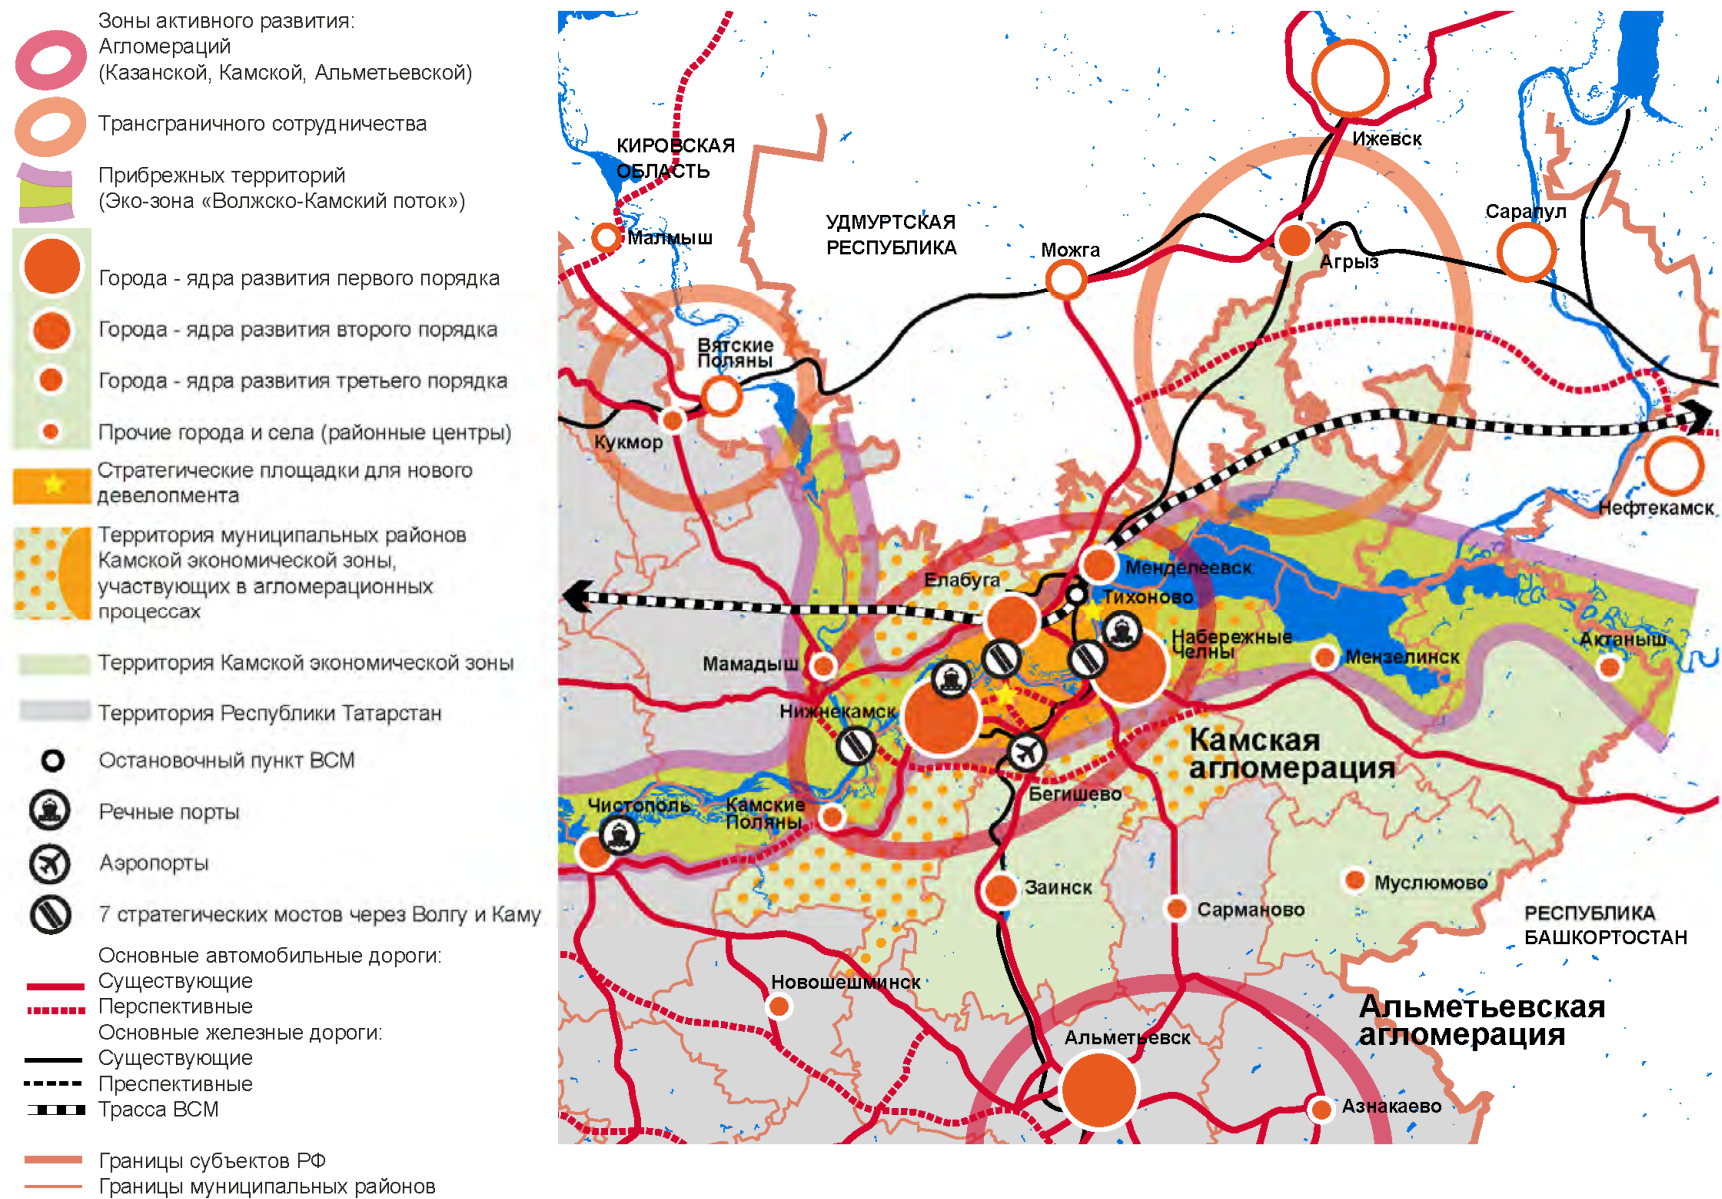 Зоны активного развития:
Агломераций
(Казанской, Камской, Альметьевской)
Трансграничного сотрудничества
Прибрежных территорий
(Эко-зона «Волжско-Камский поток»)
Города - ядра развития первого порядка
Города - ядра развития второго порядка
Города - ядра развития третьего порядка
Прочие города и села (районные центры)
Стратегические площадки для нового
девелопмента
Территория муниципальных районов
Камской экономической зоны,
участвующих в агломерационных
процессах
Территория Камской экономической зоны
Территория Республики Татарстан
Остановочный пункт ВСМ
Речные порты
Аэропорты
7 стратегических мостов через Волгу и Каму
Основные автомобильные дороги:
Существующие
Перспективные
Основные железные дороги:
Существующие
Преспективные
Трасса ВСМ
Границы субъектов РФ
Границы муниципальных районов
КИРОВСКАЯ
ОБЛАСТЬ
Ижевск
Малмыш
УДМУРТСКАЯ
РЕСПУБЛИКА
Сарапул
Можга
Агрыз
Вятские
Поляны
Кукмор
Нефтекамск
Елабуга
Менделеевск
Тихоново
Набережные
Челны
Мамадыш
Мензелинск
Актаныш
Нижнекамск
Камская
агломерация
Бегишево
Чистополь
Камские
Поляны
Заинск
Муслюмово
Сарманово
РЕСПУБЛИКА
БАШКОРТОСТАН
Новошешминск
Альметьевская
агломерация
Альметьевск
Азнакаево